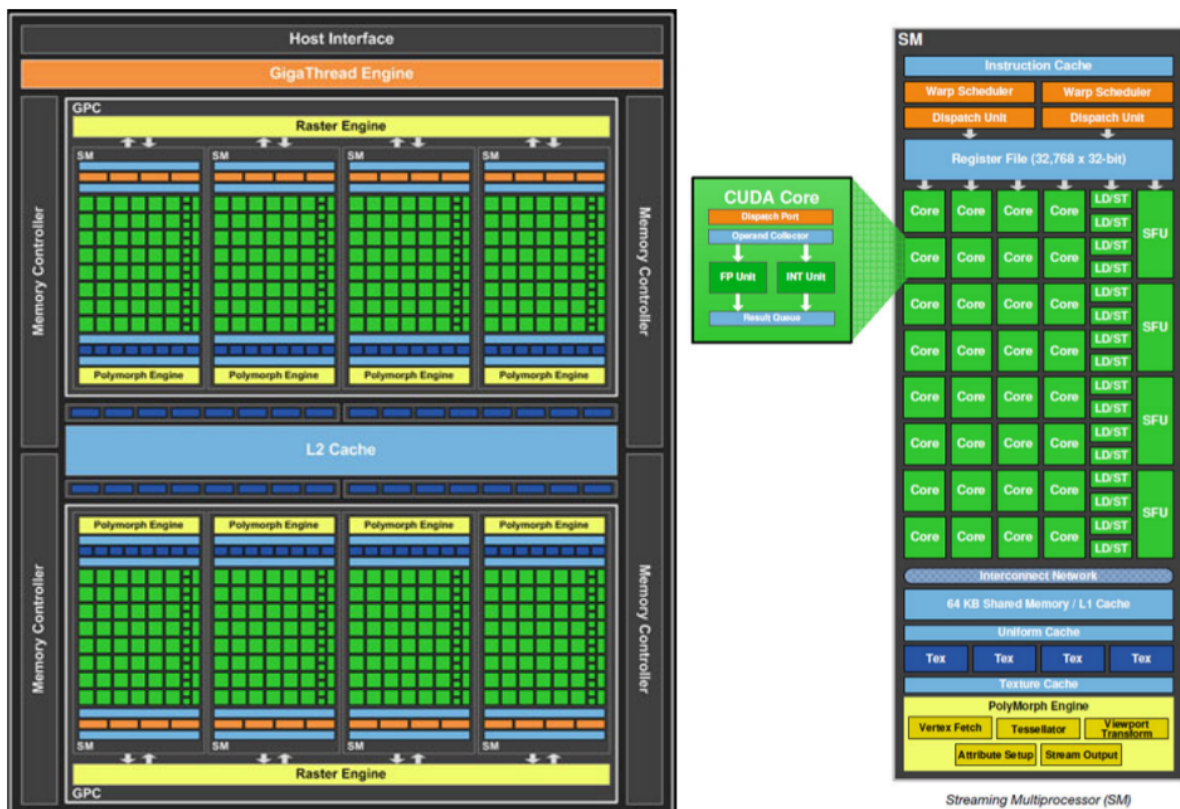 Host Interface
GigaThread Engine
Memory Controller
Memory Controller
GPC
Raster Engine
SM SM SM SM
Polymorph Engine Polymorph Engine Polymorph Engine Polymorph Engine
L2 Cache
Memory Controller
Memory Controller
Polymorph Engine Polymorph Engine Polymorph Engine Polymorph Engine
SM SM SM SM
Raster Engine
GPC
CUDA Core
Dispatch Port
Operand Collector
FP Unit INT Unit
Result Queue
SM
Instruction Cache
Warp Scheduler Warp Scheduler
Dispatch Unit Dispatch Unit
Register File (32,768 x 32-bit)
Core Core Core Core LD/ST
LD/ST
SFU
Core Core Core Core LD/ST
LD/ST
Core Core Core Core LD/ST
LD/ST
SFU
Core Core Core Core LD/ST
LD/ST
Core Core Core Core LD/ST
LD/ST
SFU
Core Core Core Core LD/ST
LD/ST
Core Core Core Core LD/ST
LD/ST
SFU
Core Core Core Core LD/ST
LD/ST
Interconnect Network
64 KB Shared Memory / L1 Cache
Uniform Cache
Tex Tex Tex Tex
Texture Cache
PolyMorph Engine
Vertex Fetch Tessellator Viewport Transform
Attribute Setup Stream Output
Streaming Multiprocessor (SM)